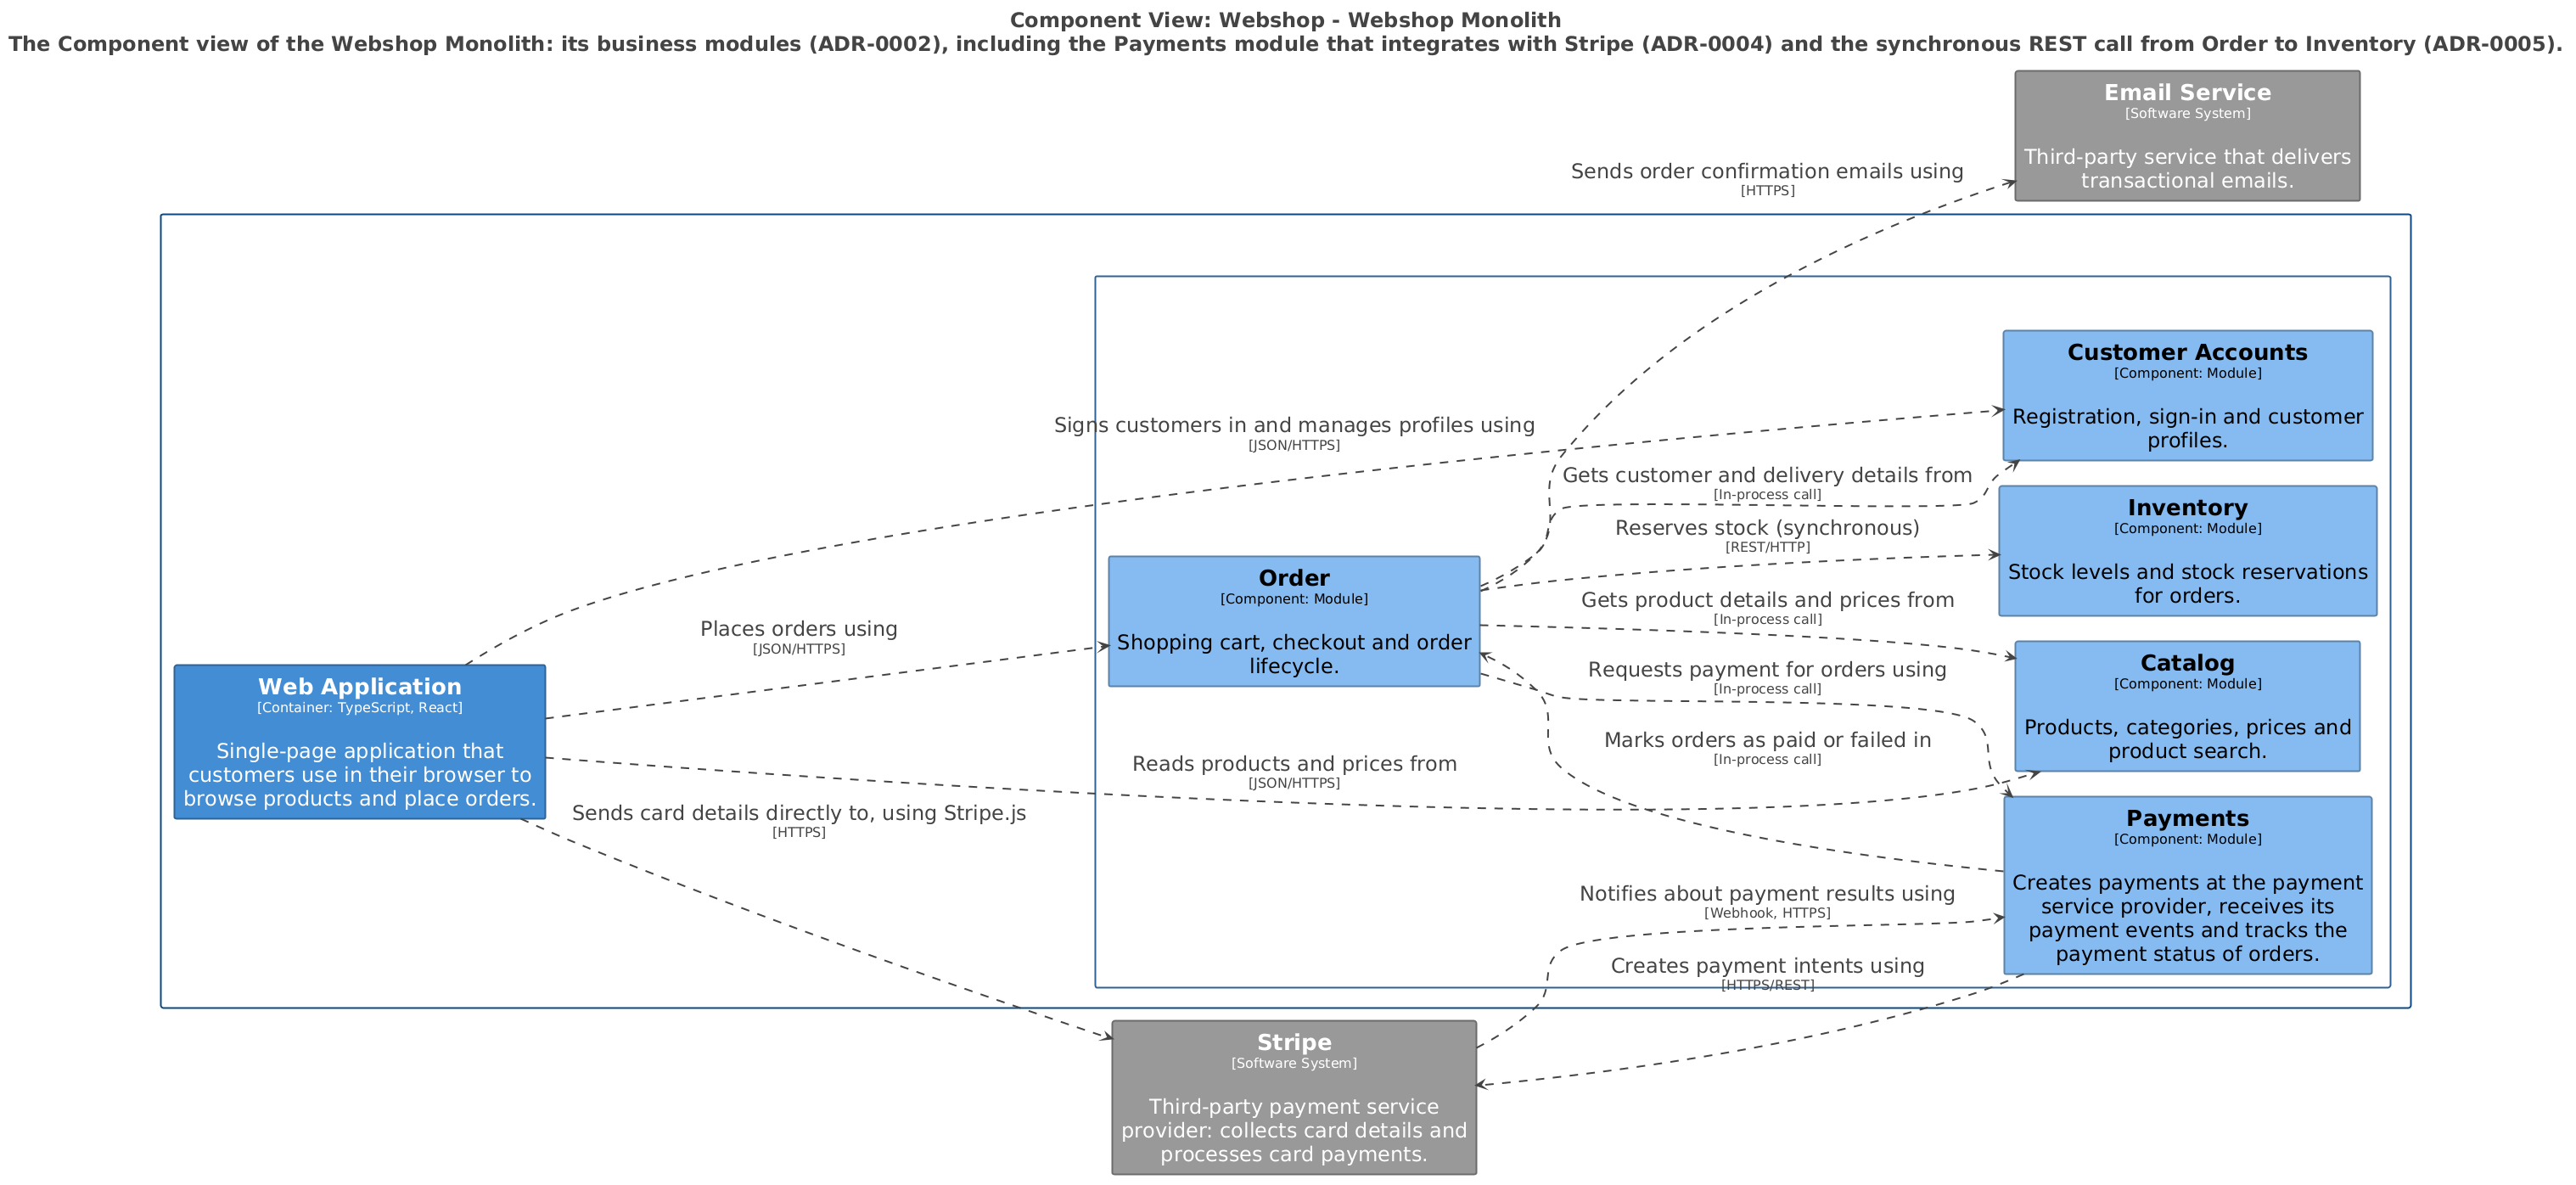 Component View: Webshop - Webshop Monolith
The Component view of the Webshop Monolith: its business modules (ADR-0002), including the Payments module that integrates with Stripe (ADR-0004) and the synchronous REST call from Order to Inventory (ADR-0005).
Email Service
[Software System]
Third-party service that delivers
transactional emails.
Sends order confirmation emails using
[HTTPS]
Customer Accounts
[Component: Module]
Registration, sign-in and customer
profiles.
Signs customers in and manages profiles using
[JSON/HTTPS]
Gets customer and delivery details from
[In-process call]
Inventory
[Component: Module]
Stock levels and stock reservations
for orders.
Reserves stock (synchronous)
[REST/HTTP]
Order
[Component: Module]
Shopping cart, checkout and order
lifecycle.
Gets product details and prices from
[In-process call]
Places orders using
[JSON/HTTPS]
Catalog
[Component: Module]
Products, categories, prices and
product search.
Requests payment for orders using
[In-process call]
Web Application
[Container: TypeScript, React]
Single-page application that
customers use in their browser to
browse products and place orders.
Marks orders as paid or failed in
[In-process call]
Reads products and prices from
[JSON/HTTPS]
Sends card details directly to, using Stripe.js
[HTTPS]
Payments
[Component: Module]
Creates payments at the payment
service provider, receives its
payment events and tracks the
payment status of orders.
Notifies about payment results using
[Webhook, HTTPS]
Creates payment intents using
[HTTPS/REST]
Stripe
[Software System]
Third-party payment service
provider: collects card details and
processes card payments.